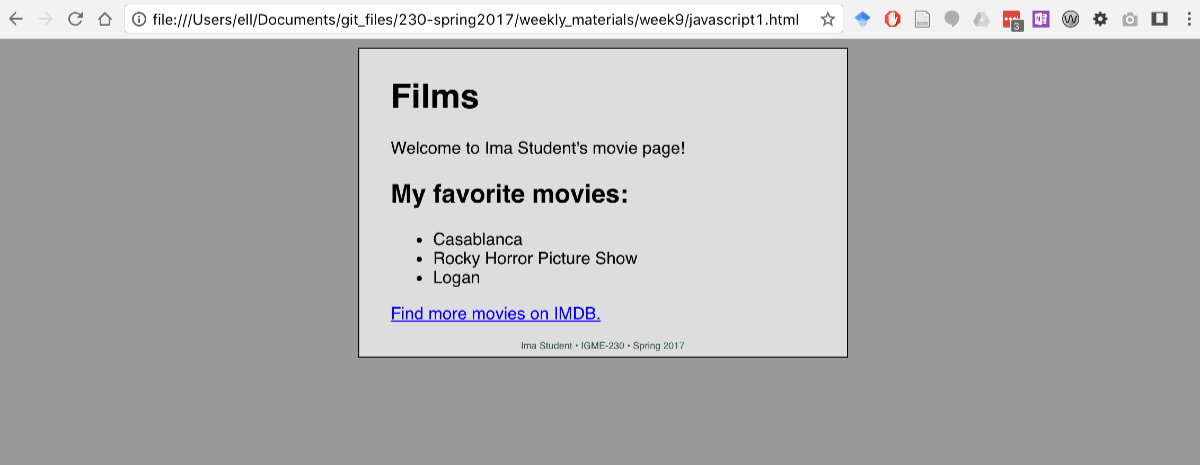 file:///Users/ell/Documents/git_files/230-spring2017/weekly_materials/week9/javascript1.html
3
N
W
Films
Welcome to Ima Student's movie page!
My favorite movies:
• Casablanca
• Rocky Horror Picture Show
• Logan
Find more movies on IMDB.
Ima Student • IGME-230 • Spring 2017